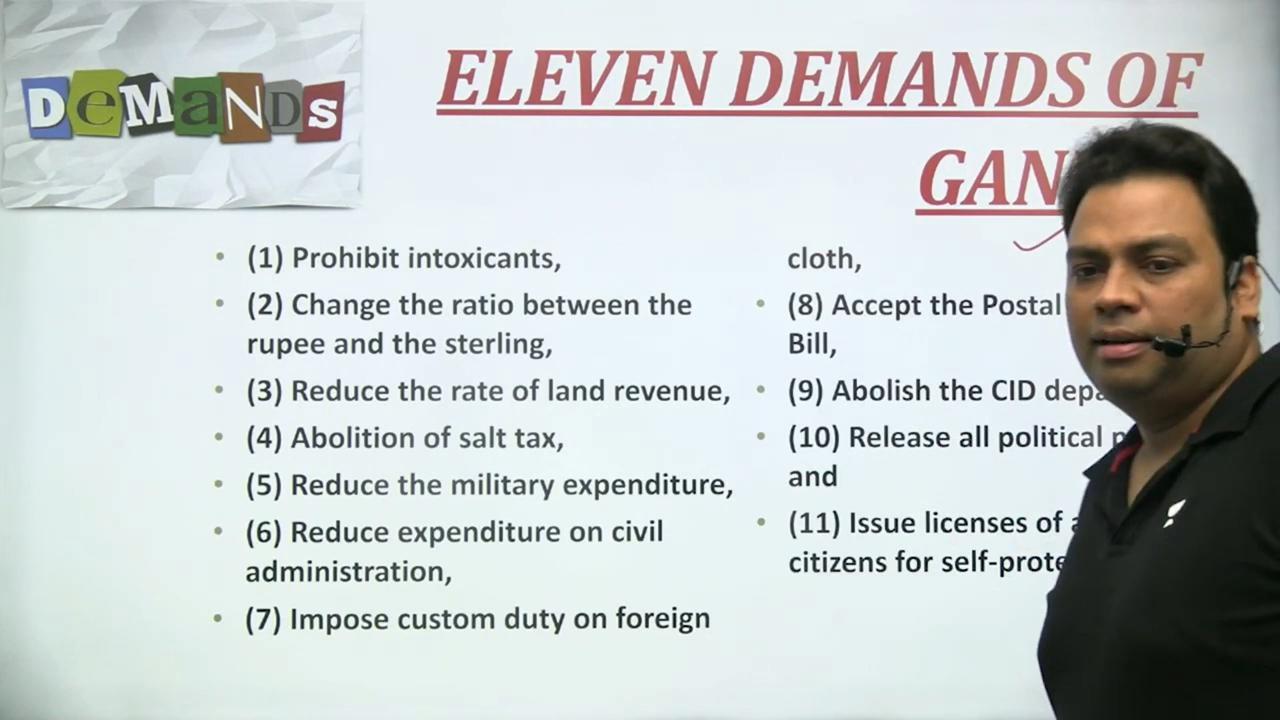 DeMaNDs
ELEVEN DEMANDS OF
(1) Prohibit intoxicants,
(2) Change the ratio between the
rupee and the sterling,
(3) Reduce the rate of land revenue,
(4) Abolition of salt tax,
(5) Reduce the military expenditure,
(6) Reduce expenditure on civil
administration,
(7) Impose custom duty on foreign
cloth,
(8) Accept the Postal
Bill,
(9) Abolish the CID
(10) Release all political
and
(11) Issue licenses of
citizens for